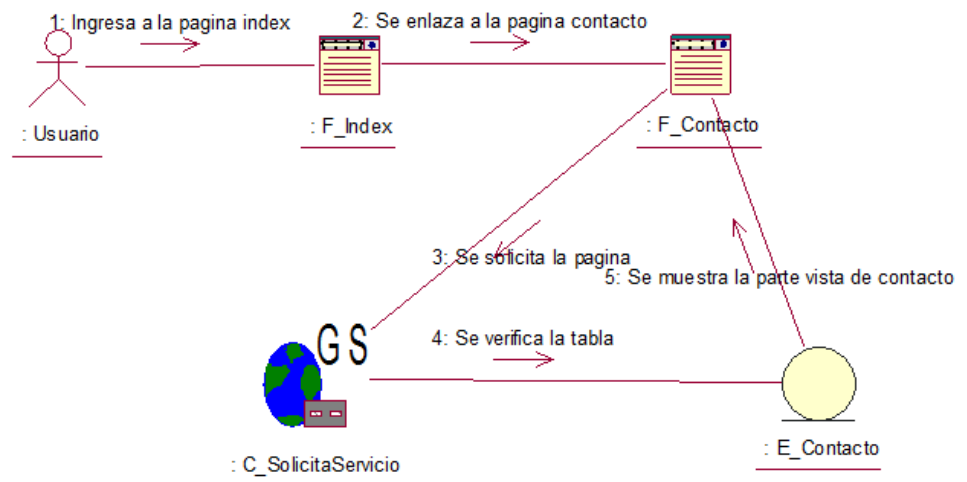 1: Ingresa a la pagina index
2: Se enlaza a la pagina contacto
: Usuario
: F_Index
: F_Contacto
3: Se solicita la pagina
5: Se muestra la parte vista de contacto
GS
4: Se verifica la tabla
: C_SolicitaServicio
: E_Contacto